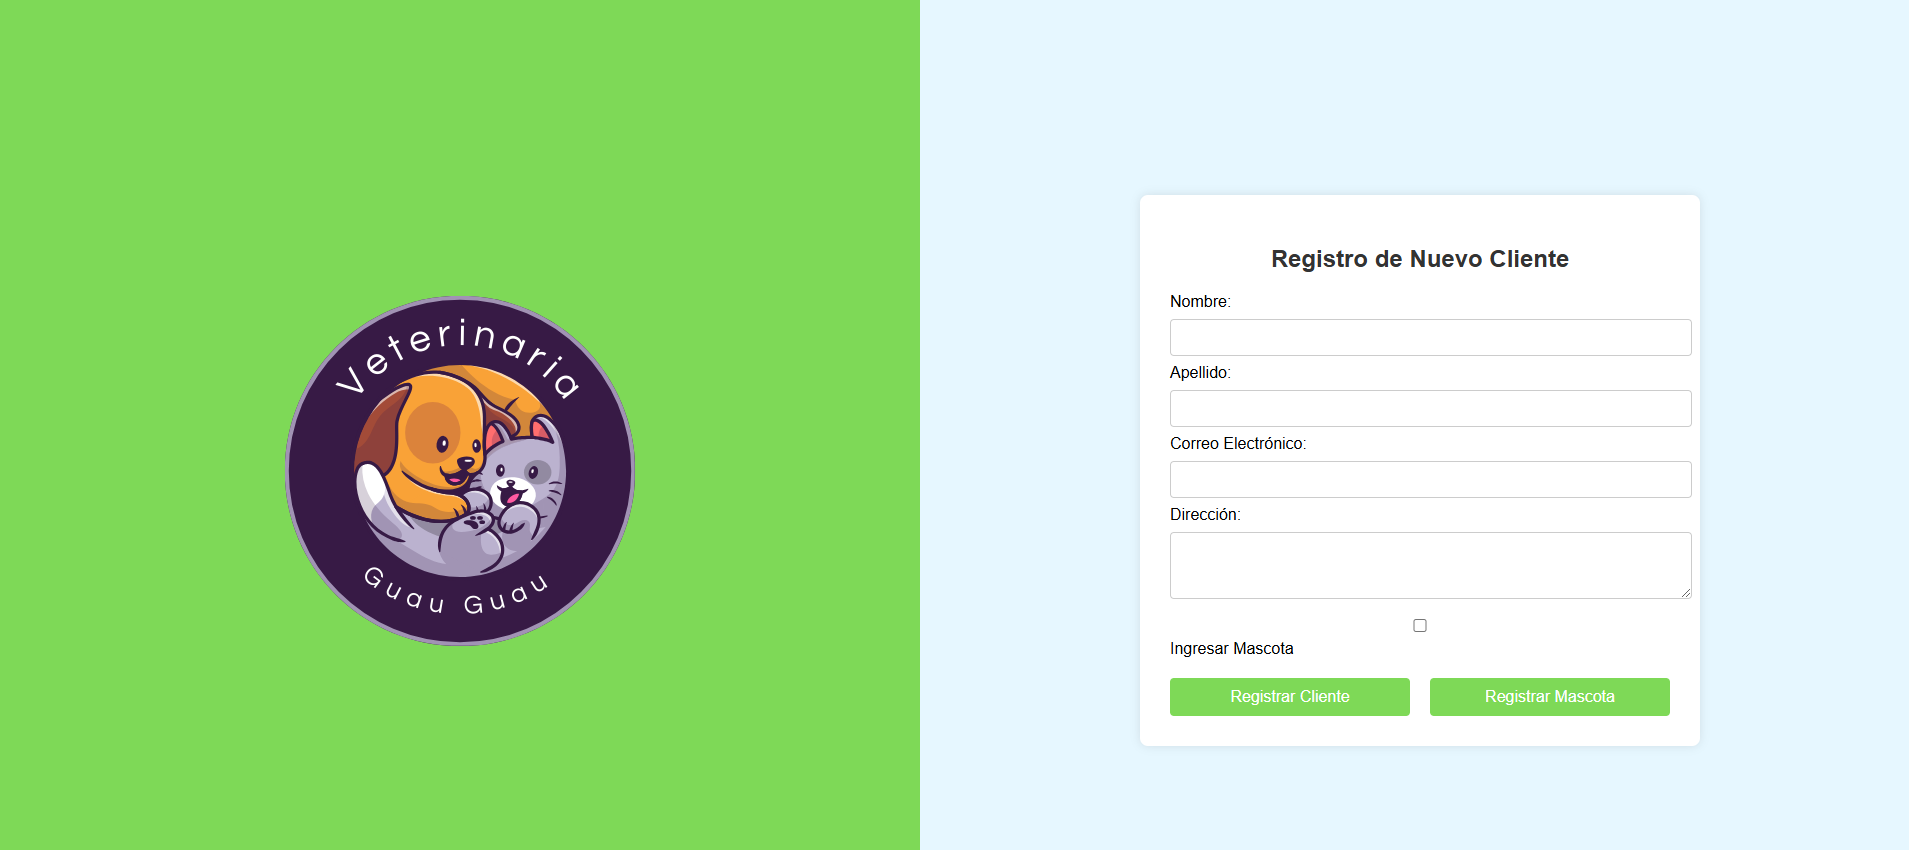 Veterinaria
Guau Guau
Registro de Nuevo Cliente
Nombre:
Apellido:
Correo Electrónico:
Dirección:
Ingresar Mascota
Registrar Cliente
Registrar Mascota